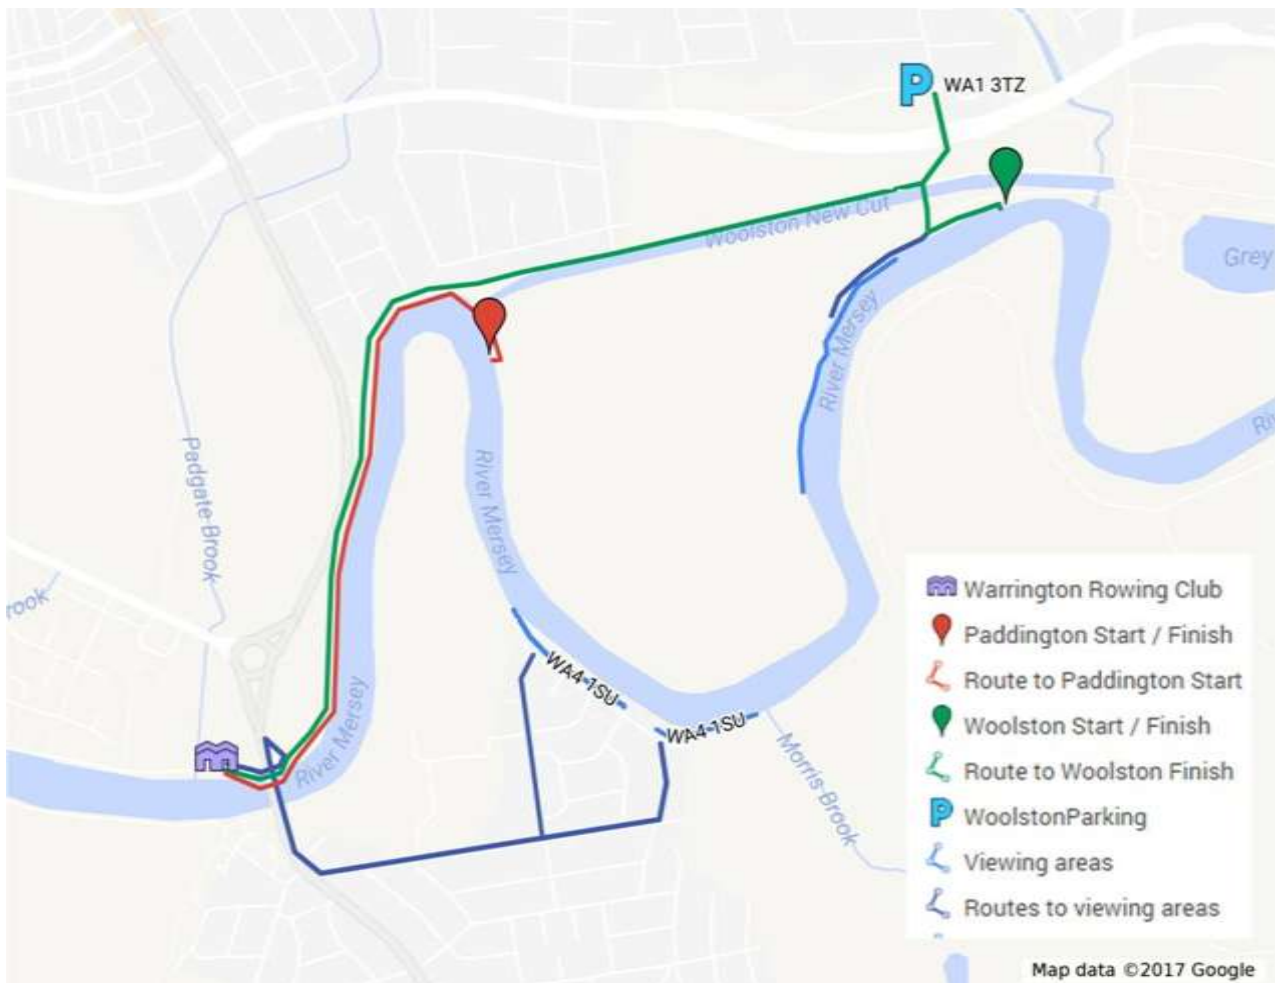 WA1 3TZ
Woolston New Cut
Grey
River Mersey
Padgate Brook
River Mersey
Riv
rook
WA4 1SU
WA4 1SU
River Mersey
Morris Brook
Warrington Rowing Club
Paddington Start / Finish
Route to Paddington Start
Woolston Start / Finish
Route to Woolston Finish
P WoolstonParking
Viewing areas
Routes to viewing areas
Map data ©2017 Google